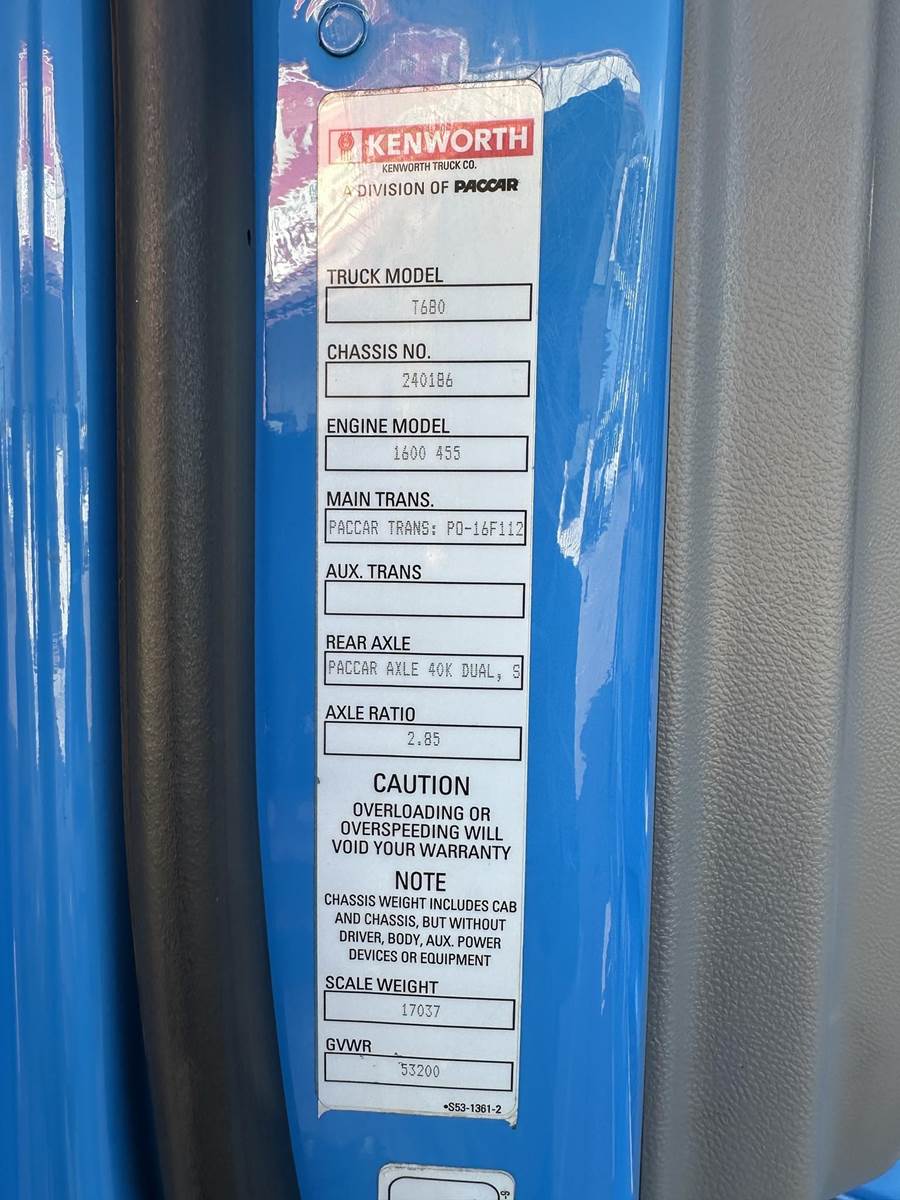 KENWORTH
KENWORTH TRUCK CO.
A DIVISION OF PACCAR
TRUCK MODEL
T680
CHASSIS NO.
240186
ENGINE MODEL
1600 455
MAIN TRANS.
PACCAR TRANS: PO-16F112
AUX. TRANS
REAR AXLE
PACCAR AXLE 40K DUAL, S
AXLE RATIO
2.85
CAUTION
OVERLOADING OR
OVERSPEEDING WILL
VOID YOUR WARRANTY
NOTE
CHASSIS WEIGHT INCLUDES CAB
AND CHASSIS, BUT WITHOUT
DRIVER, BODY, AUX. POWER
DEVICES OR EQUIPMENT
SCALE WEIGHT
17037
GVWR
53200
•S53-1361-2